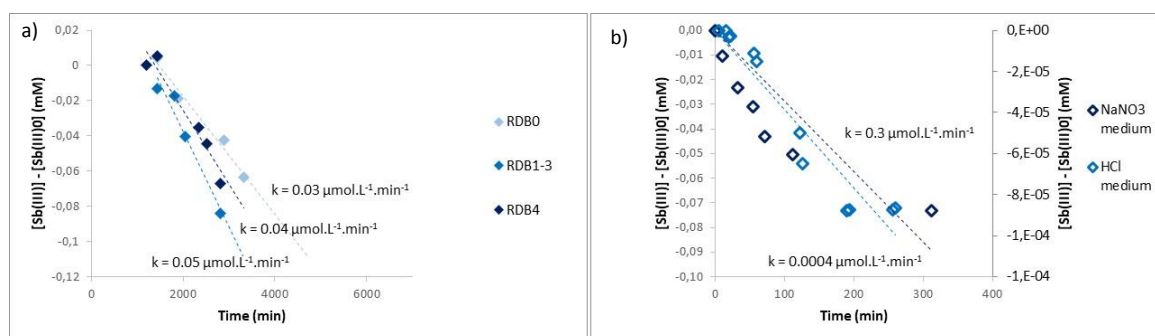 a)
[Sb(III)] - [Sb(III)0] (mM)
0,02
0
-0,02
-0,04
-0,06
-0,08
-0,1
-0,12
0
2000
4000
6000
Time (min)
k = 0.03 µmol.L⁻¹.min⁻¹
k = 0.04 µmol.L⁻¹.min⁻¹
k = 0.05 µmol.L⁻¹.min⁻¹
RDB0
RDB1-3
RDB4
b)
[Sb(III)] - [Sb(III)0] (mM)
0,00
-0,01
-0,02
-0,03
-0,04
-0,05
-0,06
-0,07
-0,08
-0,09
-0,10
0
100
200
300
400
Time (min)
k = 0.3 µmol.L⁻¹.min⁻¹
k = 0.0004 µmol.L⁻¹.min⁻¹
0,E+00
-2,E-05
-4,E-05
-6,E-05
-8,E-05
-1,E-04
-1,E-04
[Sb(III)] - [Sb(III)0] (mM)
NaNO3
medium
HCl
medium